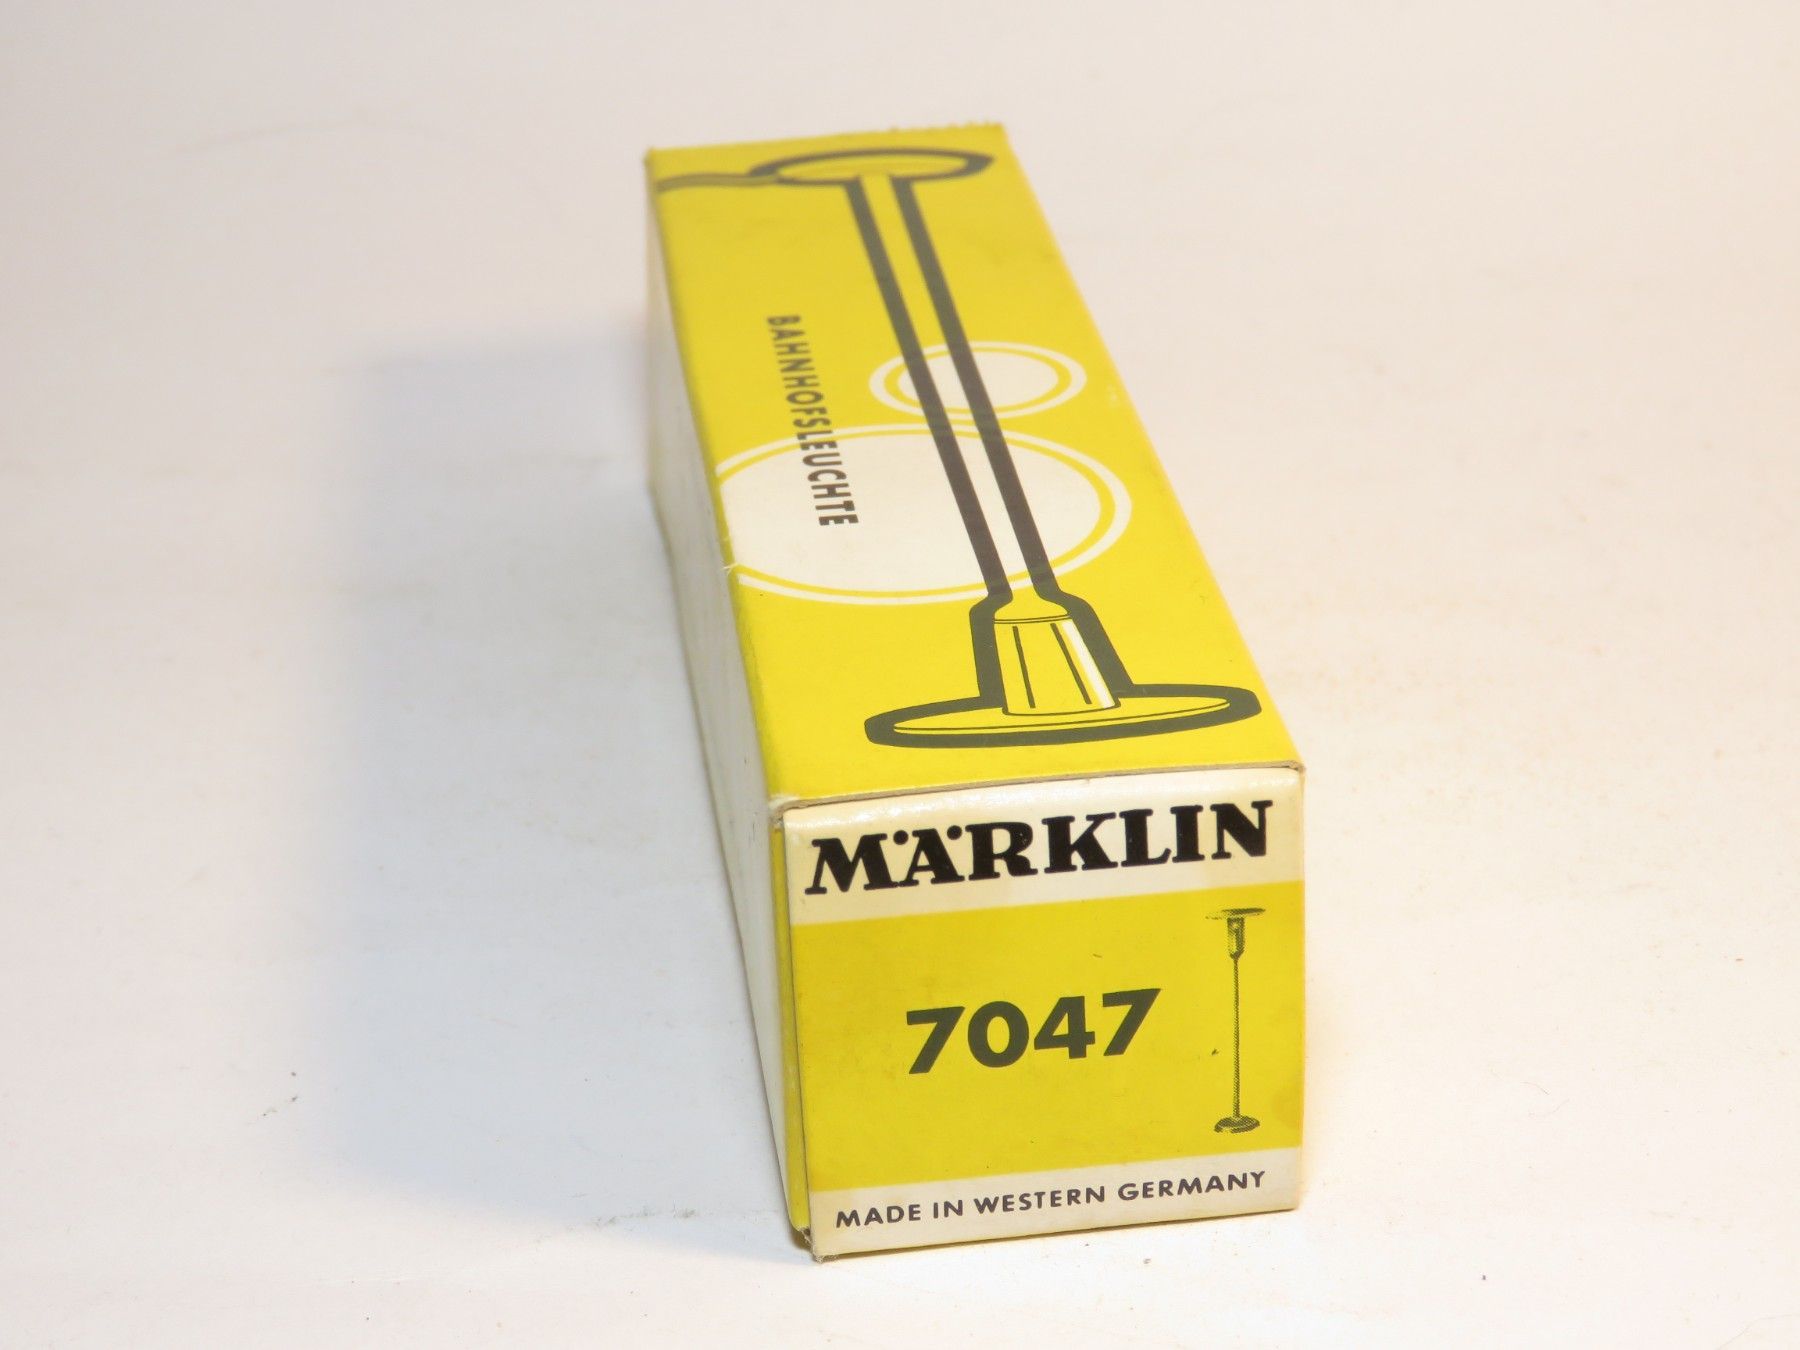 BAHNHOFSLEUCHTE
MÄRKLIN
7047
MADE IN WESTERN GERMANY